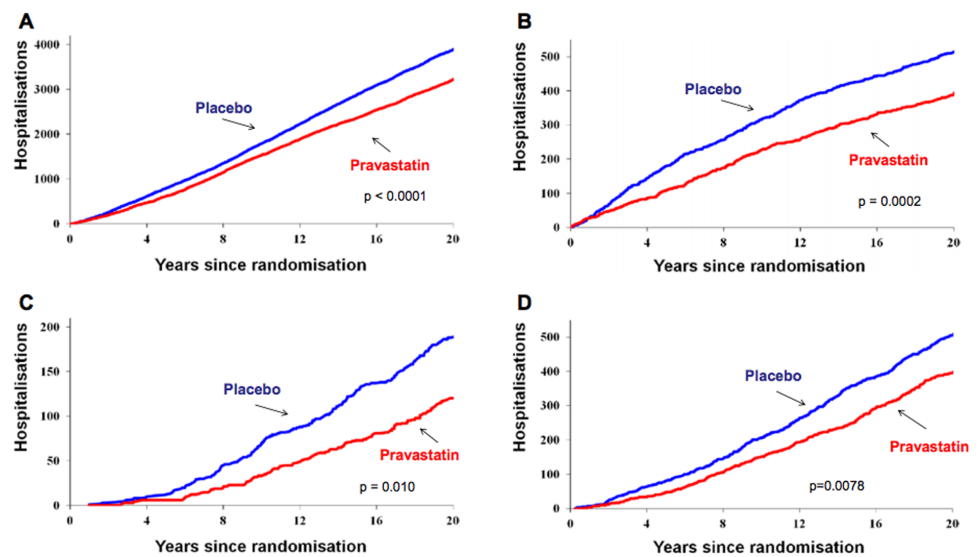 A
Hospitalisations
4000
3000
2000
1000
0
Placebo
Pravastatin
p < 0.0001
0 4 8 12 16 20
Years since randomisation
B
Hospitalisations
500
400
300
200
100
0
Placebo
Pravastatin
p = 0.0002
0 4 8 12 16 20
Years since randomisation
C
Hospitalisations
200
150
100
50
0
Placebo
Pravastatin
p = 0.010
0 4 8 12 16 20
Years since randomisation
D
Hospitalisations
500
400
300
200
100
0
Placebo
Pravastatin
p=0.0078
0 4 8 12 16 20
Years since randomisation